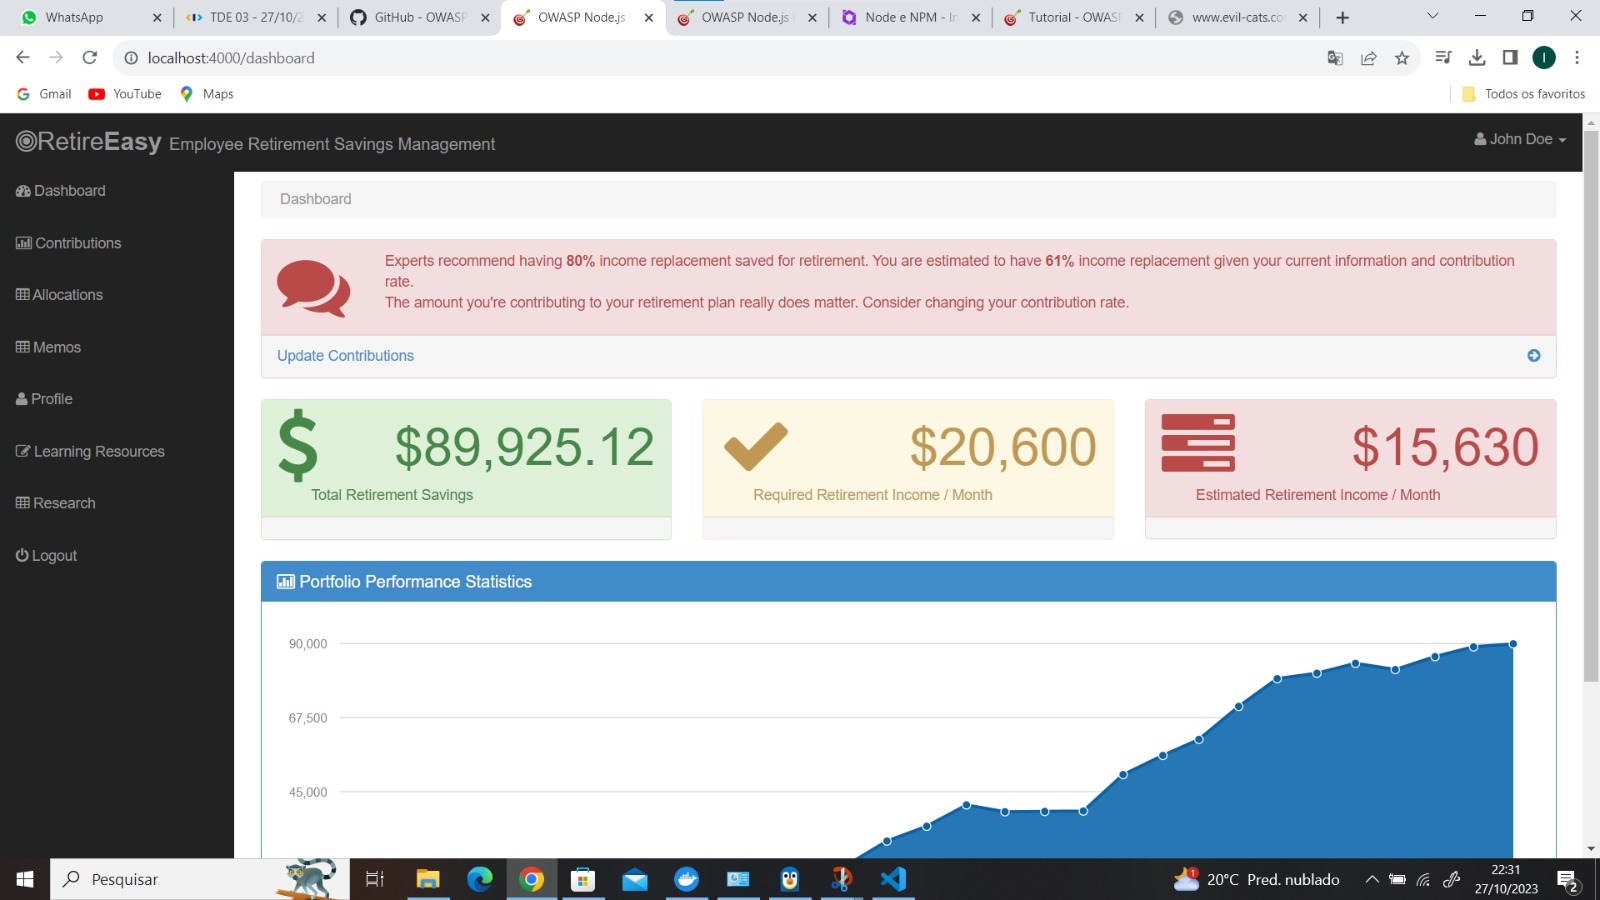 WhatsApp
TDE 03 - 27/10/2
GitHub - OWASP
OWASP Node.js
OWASP Node.js
Node e NPM - In
Tutorial - OWAS
www.evil-cats.co
localhost:4000/dashboard
I
Gmail
YouTube
Maps
Todos os favoritos
RetireEasy Employee Retirement Savings Management
John Doe
Dashboard
Contributions
Allocations
Memos
Profile
Learning Resources
Research
Logout
Dashboard
Experts recommend having 80% income replacement saved for retirement. You are estimated to have 61% income replacement given your current information and contribution
rate.
The amount you're contributing to your retirement plan really does matter. Consider changing your contribution rate.
Update Contributions
$89,925.12
Total Retirement Savings
$20,600
Required Retirement Income / Month
$15,630
Estimated Retirement Income / Month
Portfolio Performance Statistics
90,000
67,500
45,000
Pesquisar
1
20°C Pred. nublado
22:31
27/10/2023
2